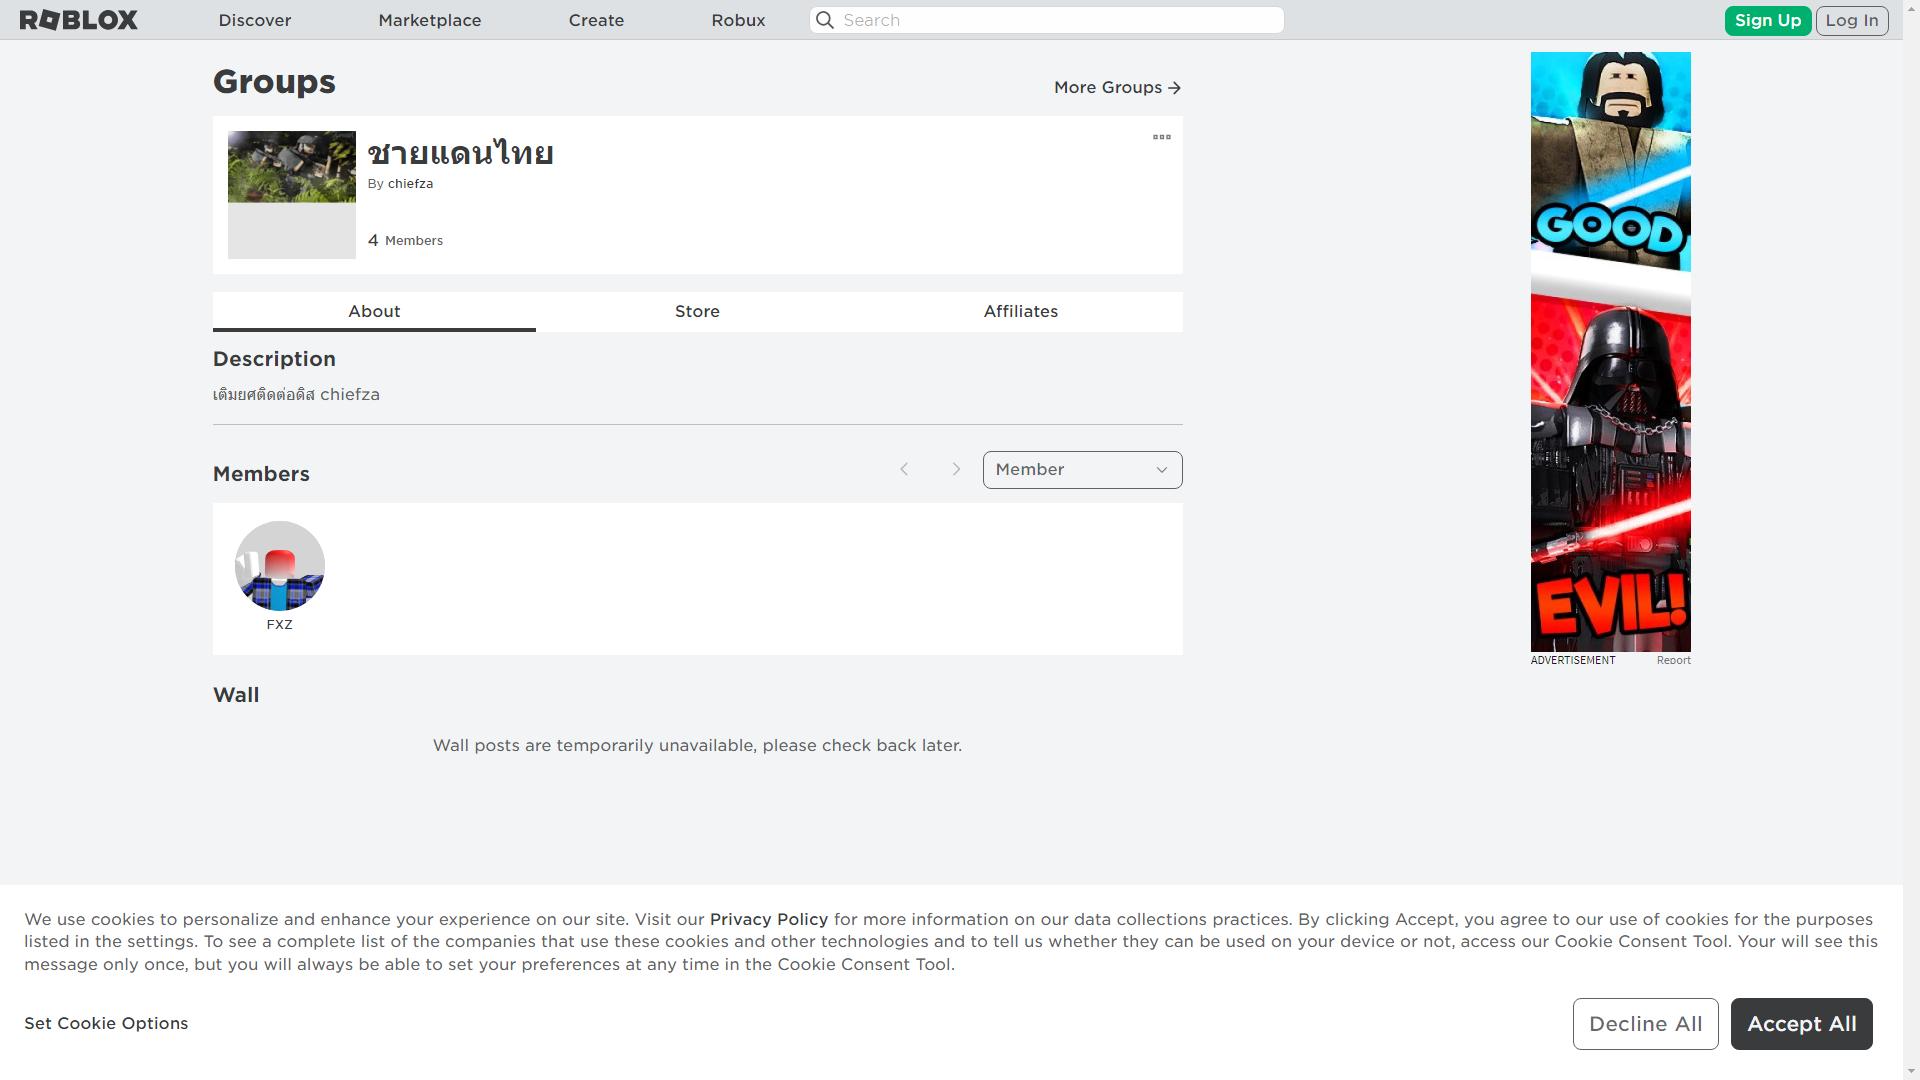 ROBLOX
Discover
Marketplace
Create
Robux
Search
Sign Up
Log In
Groups
More Groups
ชายแดนไทย
By chiefza
4 Members
About
Store
Affiliates
Description
เติมยศติดต่อดิส chiefza
Members
Member
FXZ
Wall
Wall posts are temporarily unavailable, please check back later.
GOOD
EVIL!
ADVERTISEMENT
Report
We use cookies to personalize and enhance your experience on our site. Visit our Privacy Policy for more information on our data collections practices. By clicking Accept, you agree to our use of cookies for the purposes
listed in the settings. To see a complete list of the companies that use these cookies and other technologies and to tell us whether they can be used on your device or not, access our Cookie Consent Tool. Your will see this
message only once, but you will always be able to set your preferences at any time in the Cookie Consent Tool.
Set Cookie Options
Decline All
Accept All